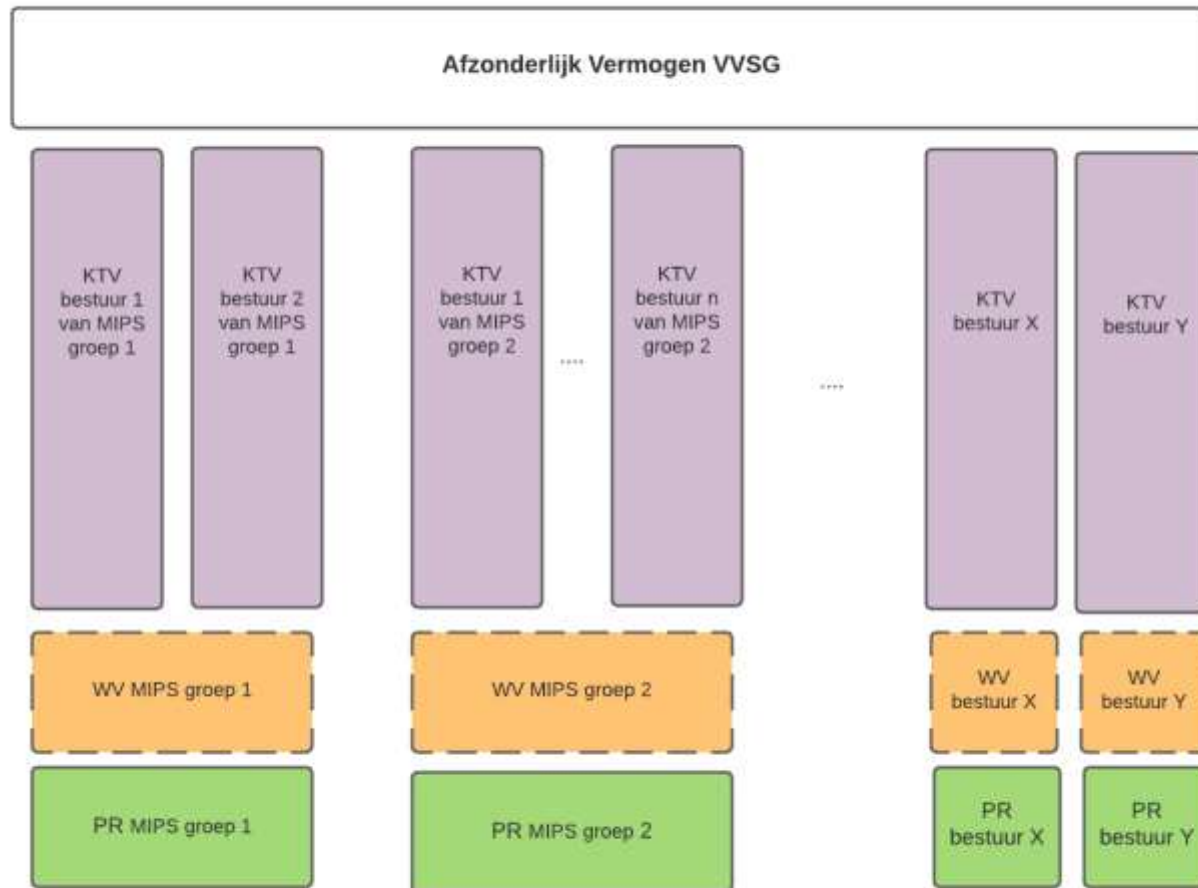 Afzonderlijk Vermogen VVSG
KTV
bestuur 1
van MIPS
groep 1
KTV
bestuur 2
van MIPS
groep 1
KTV
bestuur 1
van MIPS
groep 2
....
KTV
bestuur n
van MIPS
groep 2
....
KTV
bestuur X
KTV
bestuur Y
WV MIPS groep 1
WV MIPS groep 2
WV
bestuur X
WV
bestuur Y
PR MIPS groep 1
PR MIPS groep 2
PR
bestuur X
PR
bestuur Y